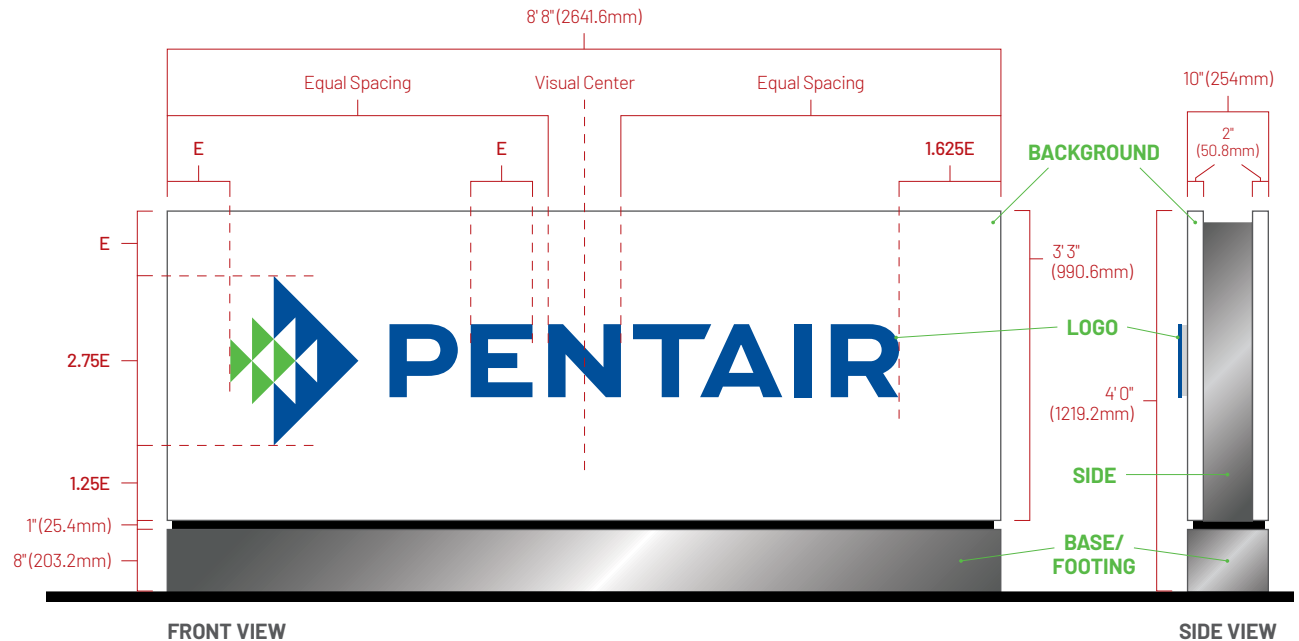 8' 8" (2641.6mm)
Equal Spacing
Visual Center
Equal Spacing
10" (254mm)
2"
(50.8mm)
E
E
1.625E
BACKGROUND
E
3' 3"
(990.6mm)
PENTAIR
LOGO
2.75E
4' 0"
(1219.2mm)
1.25E
SIDE
1" (25.4mm)
8" (203.2mm)
BASE/
FOOTING
FRONT VIEW
SIDE VIEW